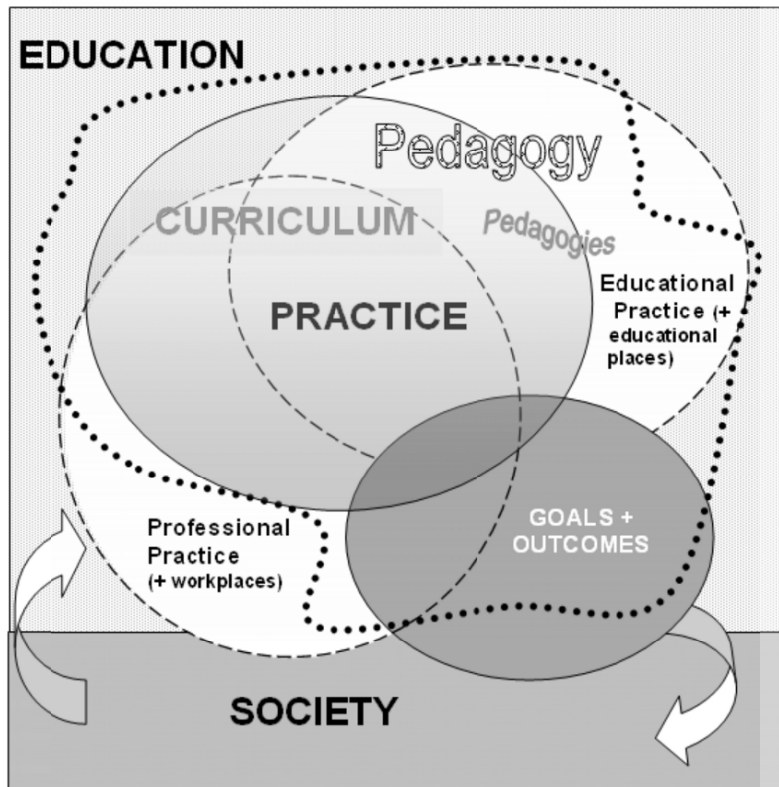 EDUCATION
Pedagogy
CURRICULUM
Pedagogies
Educational
Practice (+
educational
places)
PRACTICE
GOALS +
OUTCOMES
Professional
Practice
(+ workplaces)
SOCIETY